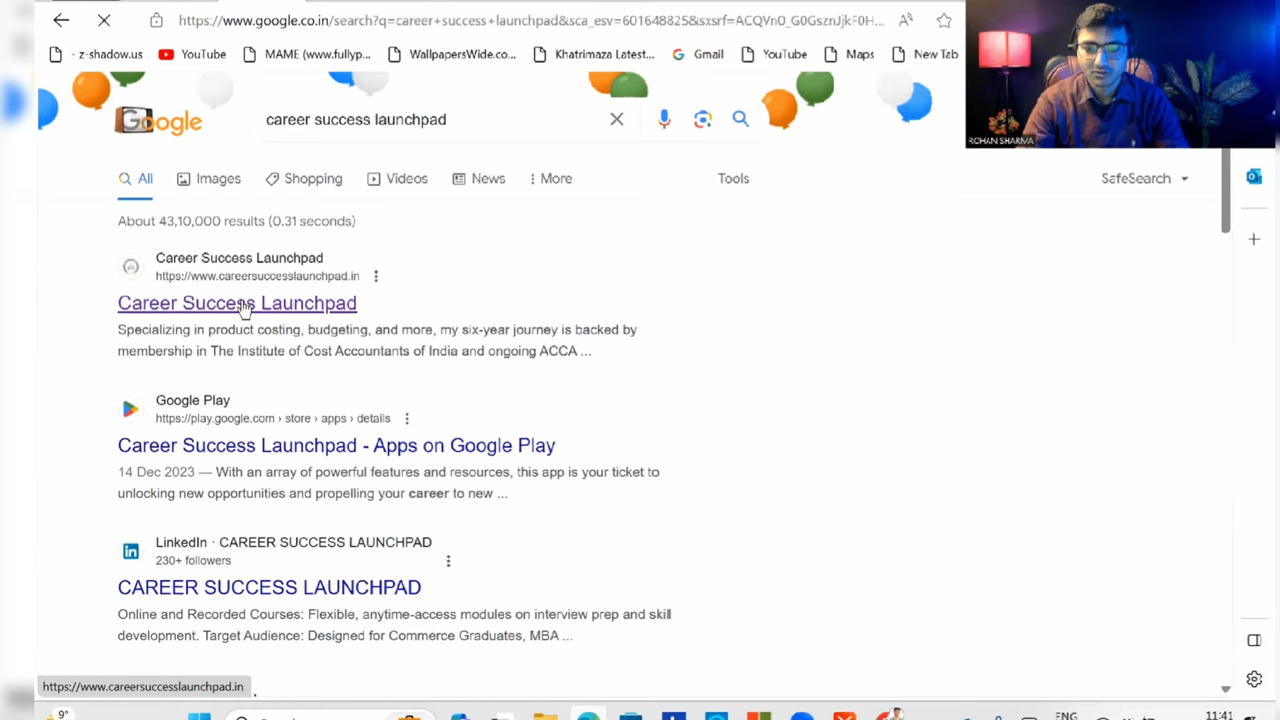 https://www.google.co.in/search?q=career+success+launchpad&sca_esv=601648825&sxsrf=ACQVn0_G0GsznJjkF0H...
- z-shadow.us YouTube MAME (www.fullyp... WallpapersWide.co... Khatrimaza Latest... Gmail YouTube Maps New Tab
ROHAN SHARMA
Google
career success launchpad
All Images Shopping Videos News More Tools SafeSearch
About 43,10,000 results (0.31 seconds)
Career Success Launchpad
https://www.careersuccesslaunchpad.in
Career Success Launchpad
Specializing in product costing, budgeting, and more, my six-year journey is backed by
membership in The Institute of Cost Accountants of India and ongoing ACCA ...
Google Play
https://play.google.com › store › apps › details
Career Success Launchpad - Apps on Google Play
14 Dec 2023 — With an array of powerful features and resources, this app is your ticket to
unlocking new opportunities and propelling your career to new ...
LinkedIn · CAREER SUCCESS LAUNCHPAD
230+ followers
CAREER SUCCESS LAUNCHPAD
Online and Recorded Courses: Flexible, anytime-access modules on interview prep and skill
development. Target Audience: Designed for Commerce Graduates, MBA ...
https://www.careersuccesslaunchpad.in
9°
ENG
11:41